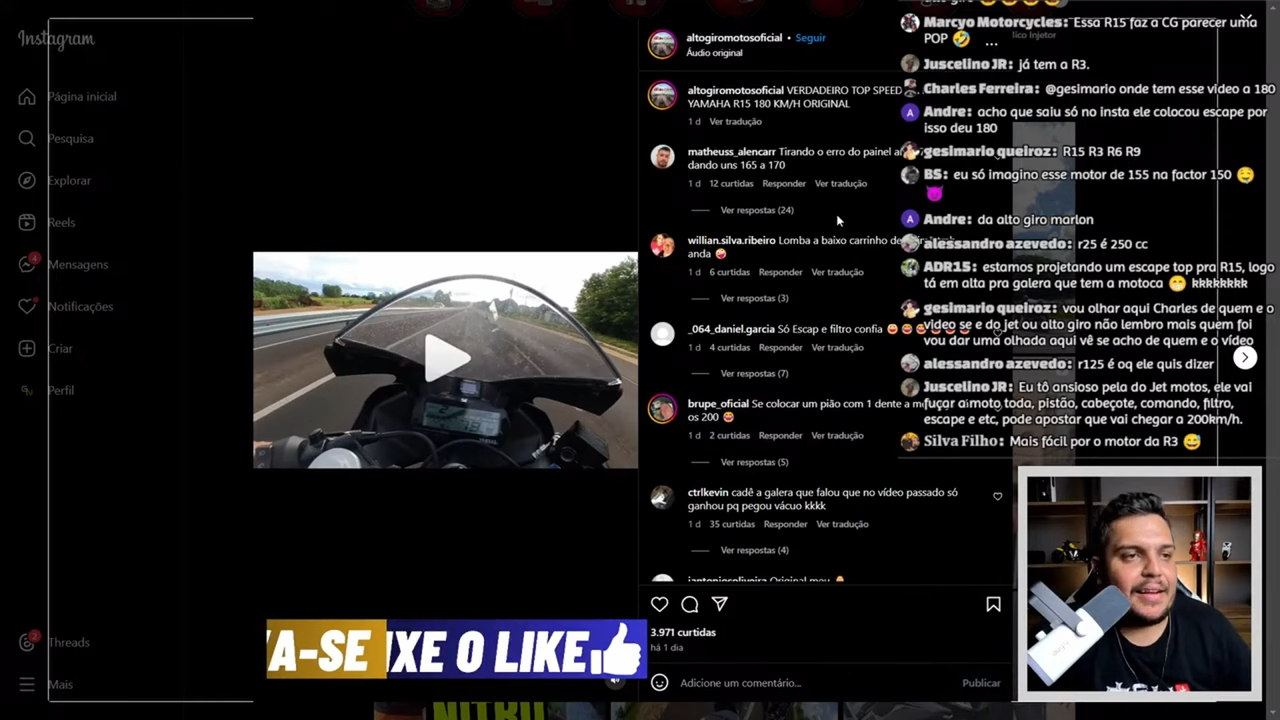 Instagram
Página inicial
Pesquisa
Explorar
Reels
4
Mensagens
Notificações
Criar
Perfil
2
Threads
Mais
altogiromotosoficial • Seguir
Áudio original
altogiromotosoficial VERDADEIRO TOP SPEED
YAMAHA R15 180 KM/H ORIGINAL
1 d Ver tradução
matheuss_alencarr Tirando o erro do painel
dando uns 165 a 170
1 d 12 curtidas Responder Ver tradução
Ver respostas (24)
willian.silva.ribeiro Lomba a baixo carrinho de
anda 🤪
1 d 6 curtidas Responder Ver tradução
Ver respostas (3)
_064_daniel.garcia Só Escap e filtro confia
1 d 4 curtidas Responder Ver tradução
Ver respostas (7)
brupe_oficial Se colocar um pião com 1 dente a
os 200
1 d 2 curtidas Responder Ver tradução
Ver respostas (5)
ctrlkevin cadê a galera que falou que no vídeo passado só
ganhou pq pegou vácuo kkkk
1 d 35 curtidas Responder Ver tradução
Ver respostas (4)
Original meu
3.971 curtidas
há 1 dia
Adicione um comentário... Publicar
Marcyo Motorcycles: Essa R15 faz a CG parecer uma
POP 🤣 ...
lico Injetor
Juscelino JR: já tem a R3.
Charles Ferreira: @gesimario onde tem esse video a 180
A Andre: acho que saiu só no insta ele colocou escape por
isso deu 180
gesimario queiroz: R15 R3 R6 R9
BS: eu só imagino esse motor de 155 na factor 150 🤤
😈
A Andre: da alto giro marlon
alessandro azevedo: r25 é 250 cc
ADR15: estamos projetando um escape top pra R15, logo
tá em alta pra galera que tem a motoca 😁 kkkkkkkk
gesimario queiroz: vou olhar aqui Charles de quem e o
video se e do jet ou alto giro não lembro mais quem foi
vou dar uma olhada aqui vê se acho de quem e o vídeo
alessandro azevedo: r125 é oq ele quis dizer
Juscelino JR: Eu tô ansioso pela do Jet motos, ele vai
fuçar a moto toda, pistão, cabeçote, comando, filtro,
escape e etc, pode apostar que vai chegar a 200km/h.
Silva Filho: Mais fácil por o motor da R3 😅
A-SE IXE O LIKE
NITRO